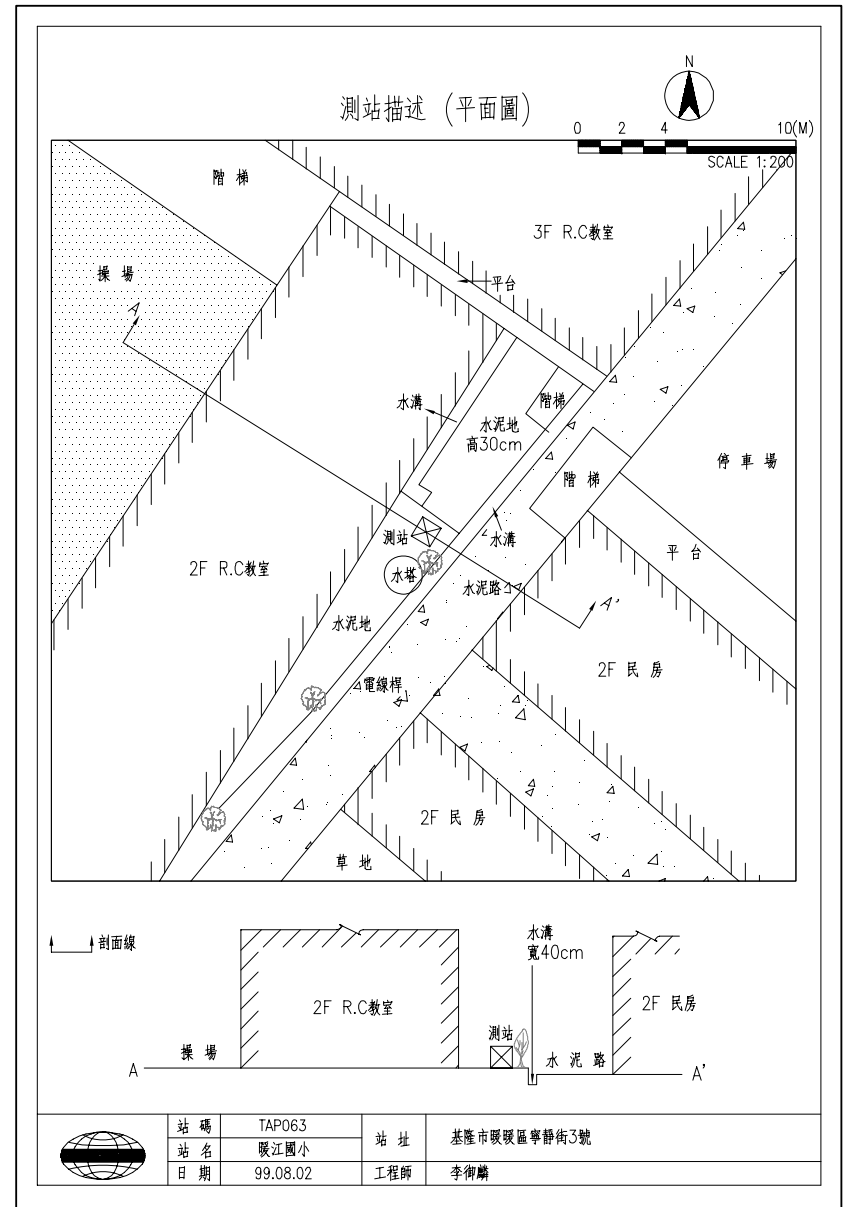 測站描述 (平面圖)
N
0 2 4 10(M)
SCALE 1:200
階梯
3F R.C教室
操場
平台
A
水溝
階梯
水泥地
高30cm
停車場
階梯
測站
水溝
平台
2F R.C教室
水塔
水泥路
A'
水泥地
2F 民房
電線桿
2F 民房
草地
剖面線
水溝
寬40cm
2F R.C教室
2F 民房
測站
操場
水泥路
A
A'
站碼 TAP063
站址 基隆市暖暖區寧靜街3號
站名 暖江國小
日期 99.08.02
工程師 李御麟